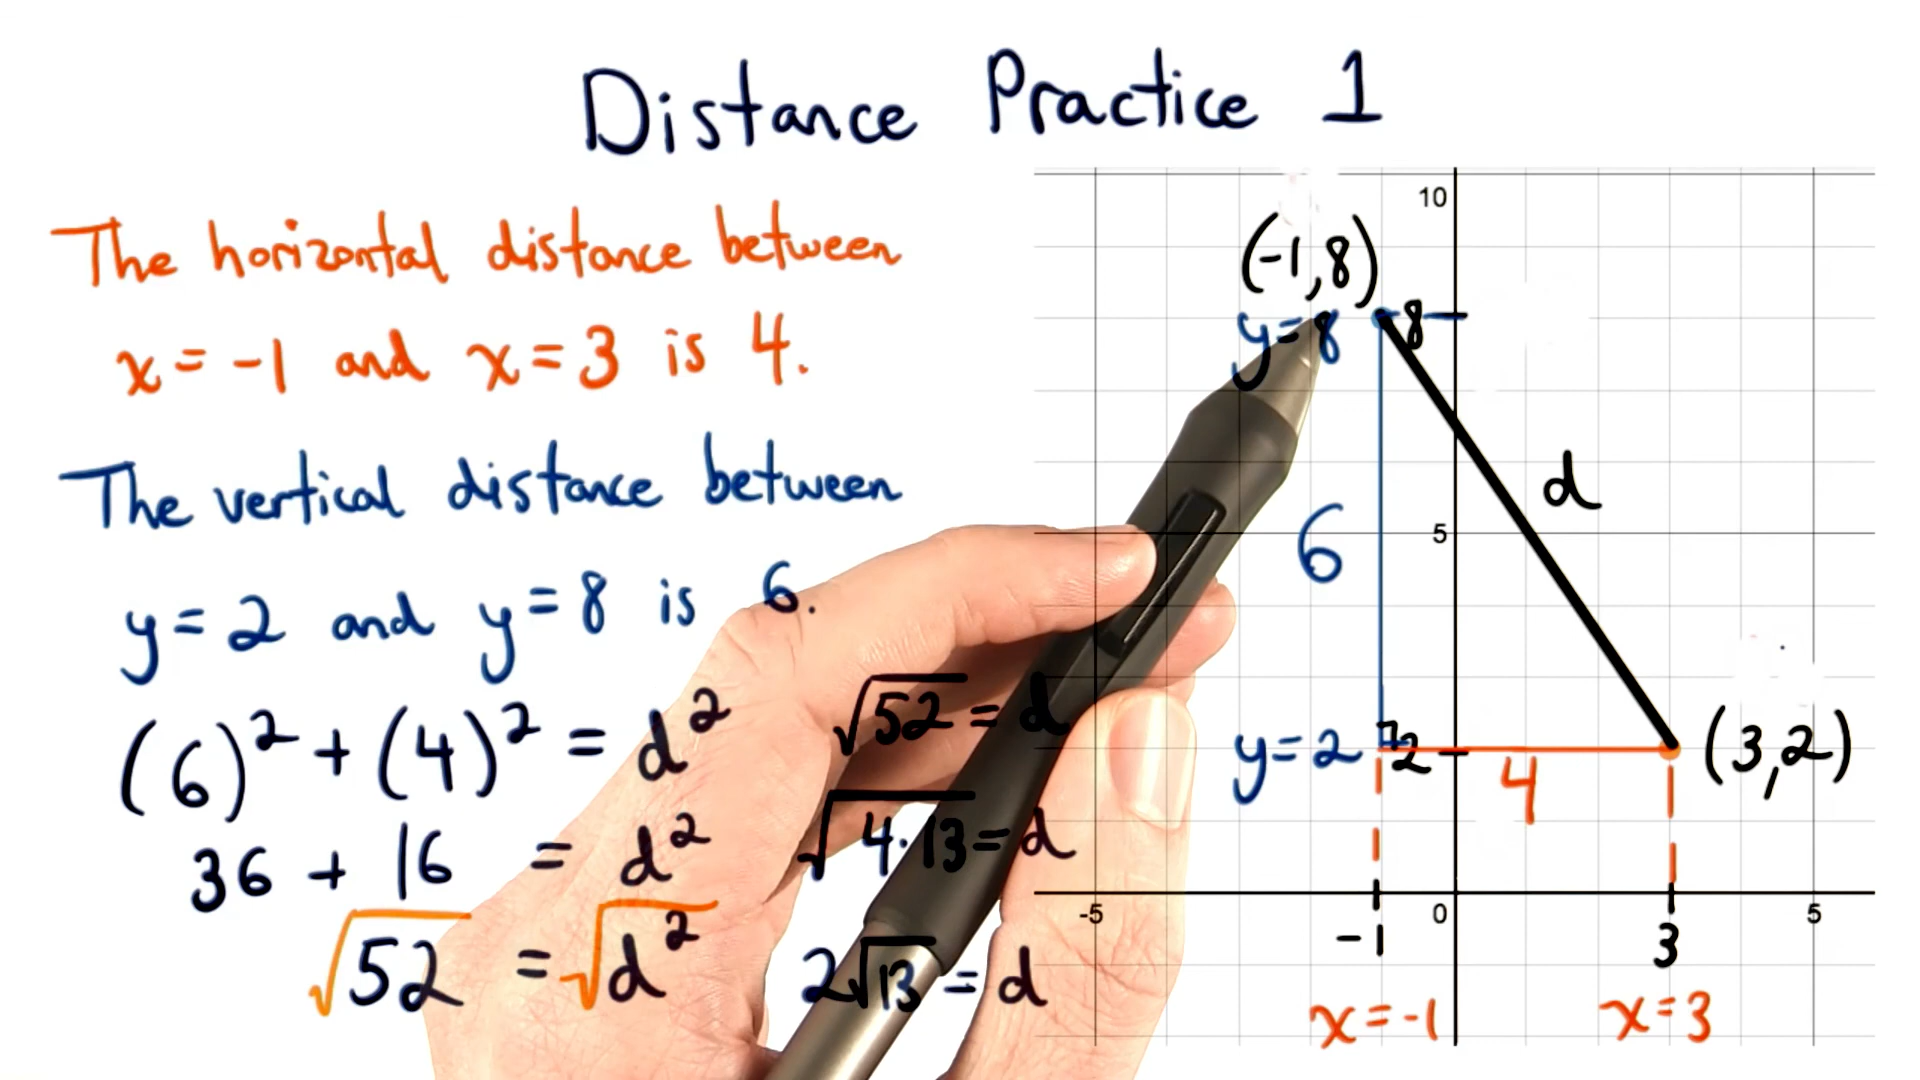 Distance Practice 1
The horizontal distance between
x = -1 and x = 3 is 4.
The vertical distance between
y = 2 and y = 8 is 6.
(6)² + (4)² = d²
36 + 16 = d²
√52 = √d²
√52 = d
√4·13 = d
2√13 = d
10
(-1,8)
y=8
8
d
6
5
y=2
2
4
(3,2)
-5
0
5
-1
3
x=-1
x=3